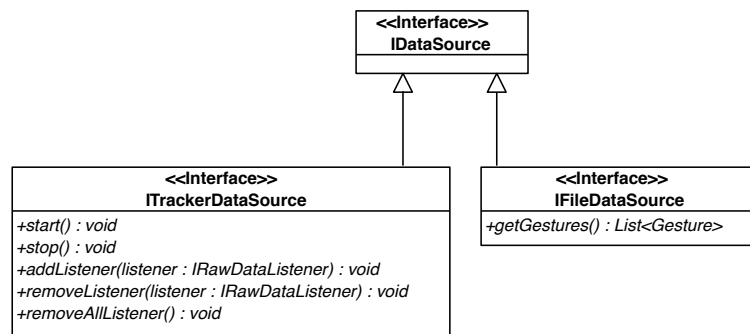 <<Interface>>
IDataSource
<<Interface>>
ITrackerDataSource
+start() : void
+stop() : void
+addListener(listener : IRawDataListener) : void
+removeListener(listener : IRawDataListener) : void
+removeAllListener() : void
<<Interface>>
IFileDataSource
+getGestures() : List<Gesture>